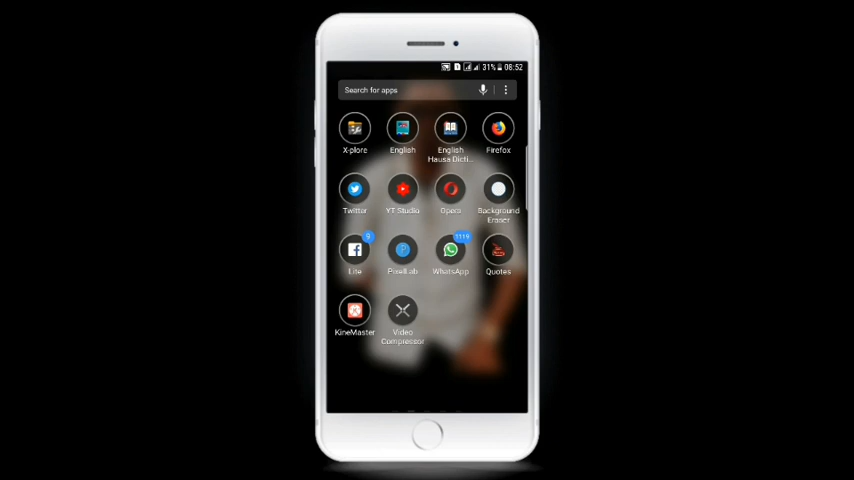 31% 08:52
Search for apps
X-plore English English Firefox
Hausa Dicti...
Twitter YT Studio Opera Background
Eraser
9 1119
Lite PixelLab WhatsApp Quotes
KineMaster Video
Compressor